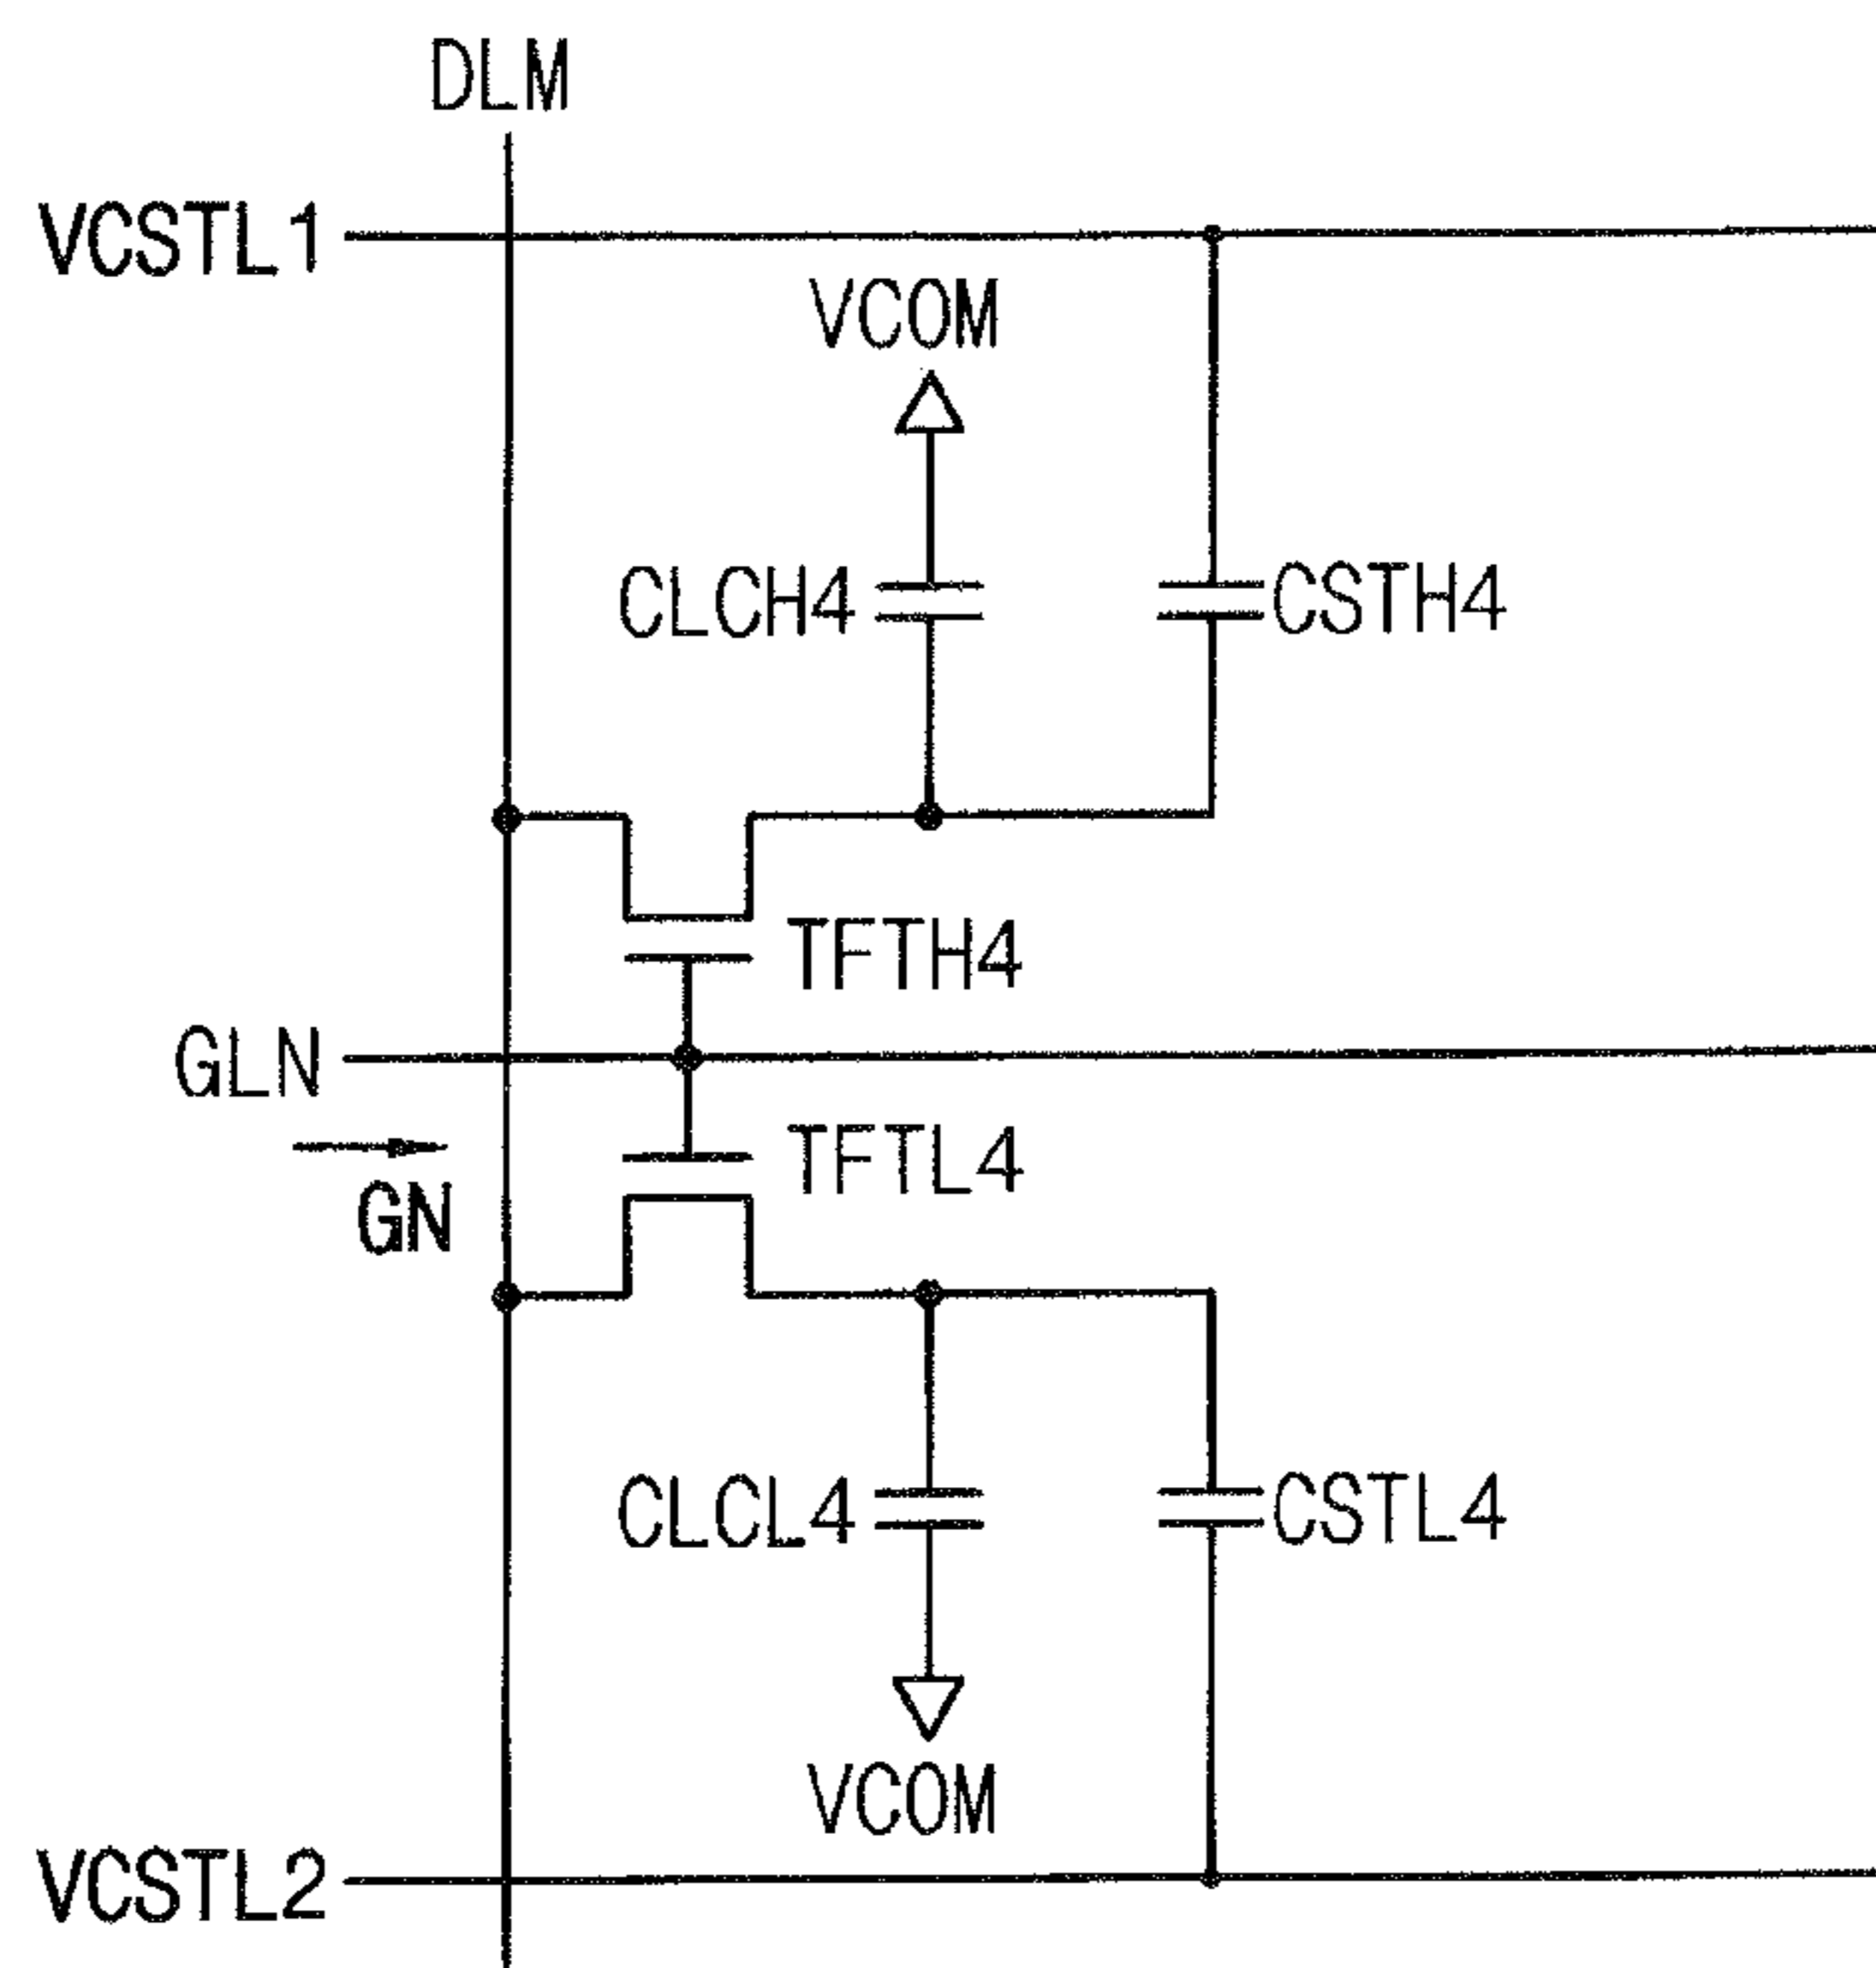 DLM
VCSTL1
VCOM
CLCH4
CSTH4
TFTH4
GLN
TFTL4
GN
CLCL4
CSTL4
VCOM
VCSTL2